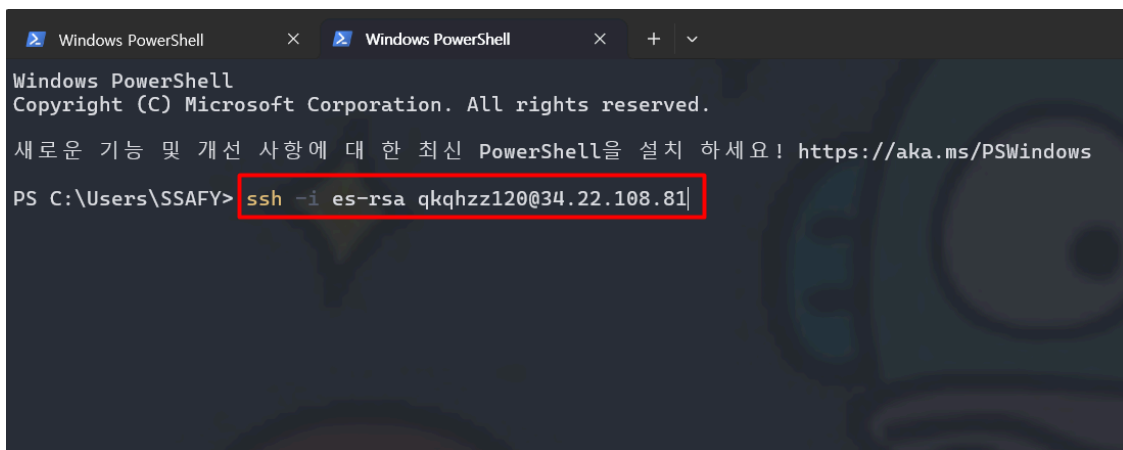 Windows PowerShell
Windows PowerShell
Windows PowerShell
Copyright (C) Microsoft Corporation. All rights reserved.
새로운 기능 및 개선 사항에 대 한 최신 PowerShell을 설치 하세요! https://aka.ms/PSWindows
PS C:\Users\SSAFY> ssh -i es-rsa qkqhzz120@34.22.108.81